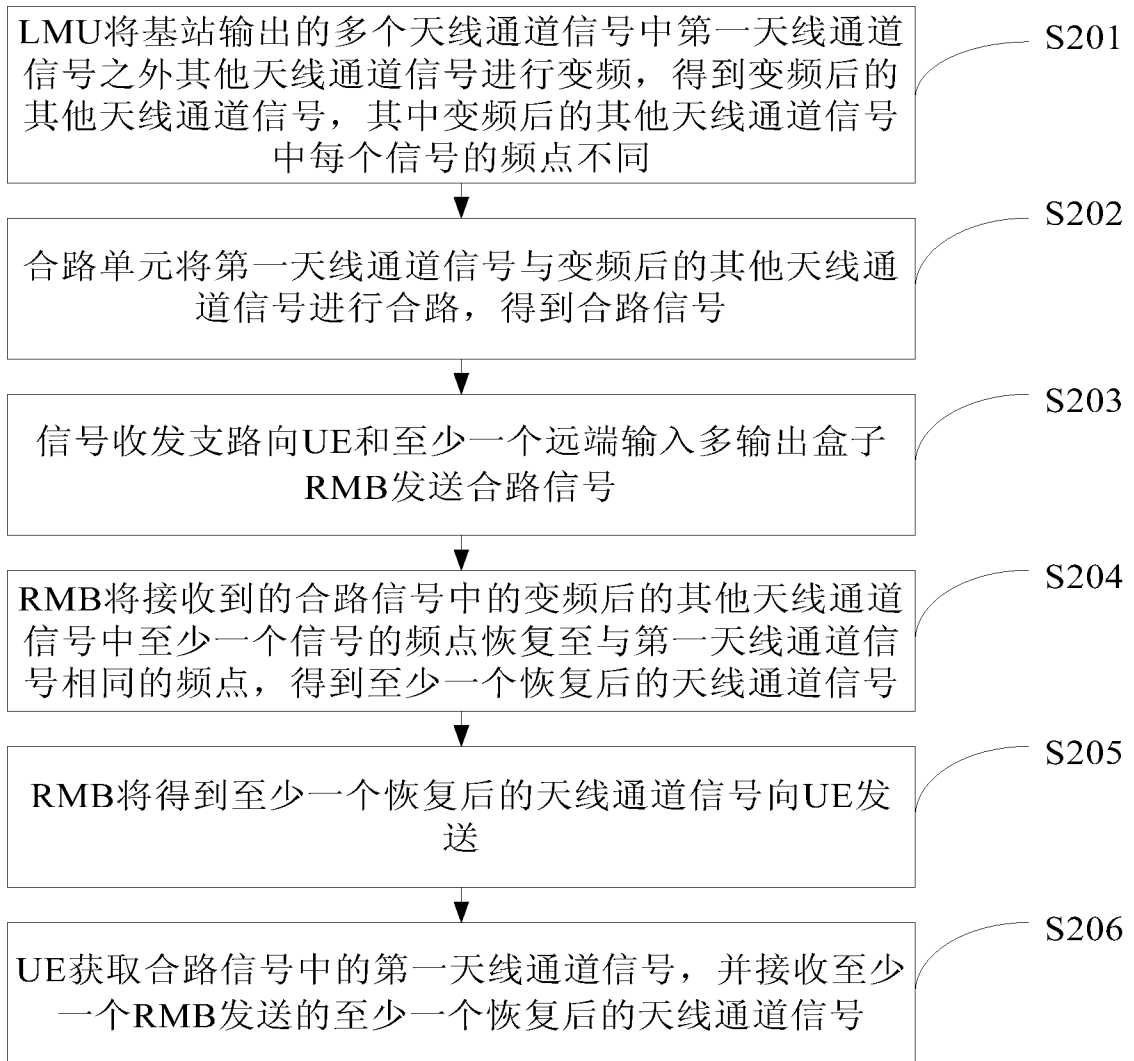 LMU将基站输出的多个天线通道信号中第一天线通道
信号之外其他天线通道信号进行变频，得到变频后的
其他天线通道信号，其中变频后的其他天线通道信号
中每个信号的频点不同
S201
合路单元将第一天线通道信号与变频后的其他天线通
道信号进行合路，得到合路信号
S202
信号收发支路向UE和至少一个远端输入多输出盒子
RMB发送合路信号
S203
RMB将接收到的合路信号中的变频后的其他天线通道
信号中至少一个信号的频点恢复至与第一天线通道信
号相同的频点，得到至少一个恢复后的天线通道信号
S204
RMB将得到至少一个恢复后的天线通道信号向UE发
送
S205
UE获取合路信号中的第一天线通道信号，并接收至少
一个RMB发送的至少一个恢复后的天线通道信号
S206